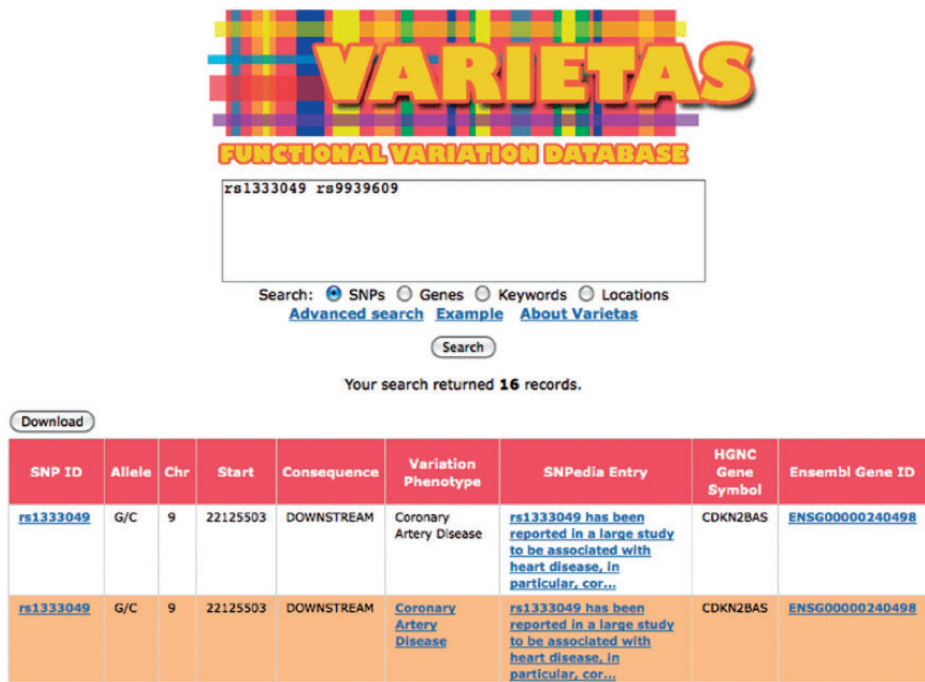 VARIETAS
FUNCTIONAL VARIATION DATABASE
rs1333049 rs9939609
Search: SNPs Genes Keywords Locations
Advanced search Example About Varietas
Search
Your search returned 16 records.
Download
SNP ID Allele Chr Start Consequence Variation Phenotype SNPedia Entry HGNC Gene Symbol Ensembl Gene ID
rs1333049 G/C 9 22125503 DOWNSTREAM Coronary rs1333049 has been CDKN2BAS ENSG00000240498
Artery Disease reported in a large study
to be associated with
heart disease, in
particular, cor...
rs1333049 G/C 9 22125503 DOWNSTREAM Coronary rs1333049 has been CDKN2BAS ENSG00000240498
Artery reported in a large study
Disease to be associated with
heart disease, in
particular, cor...